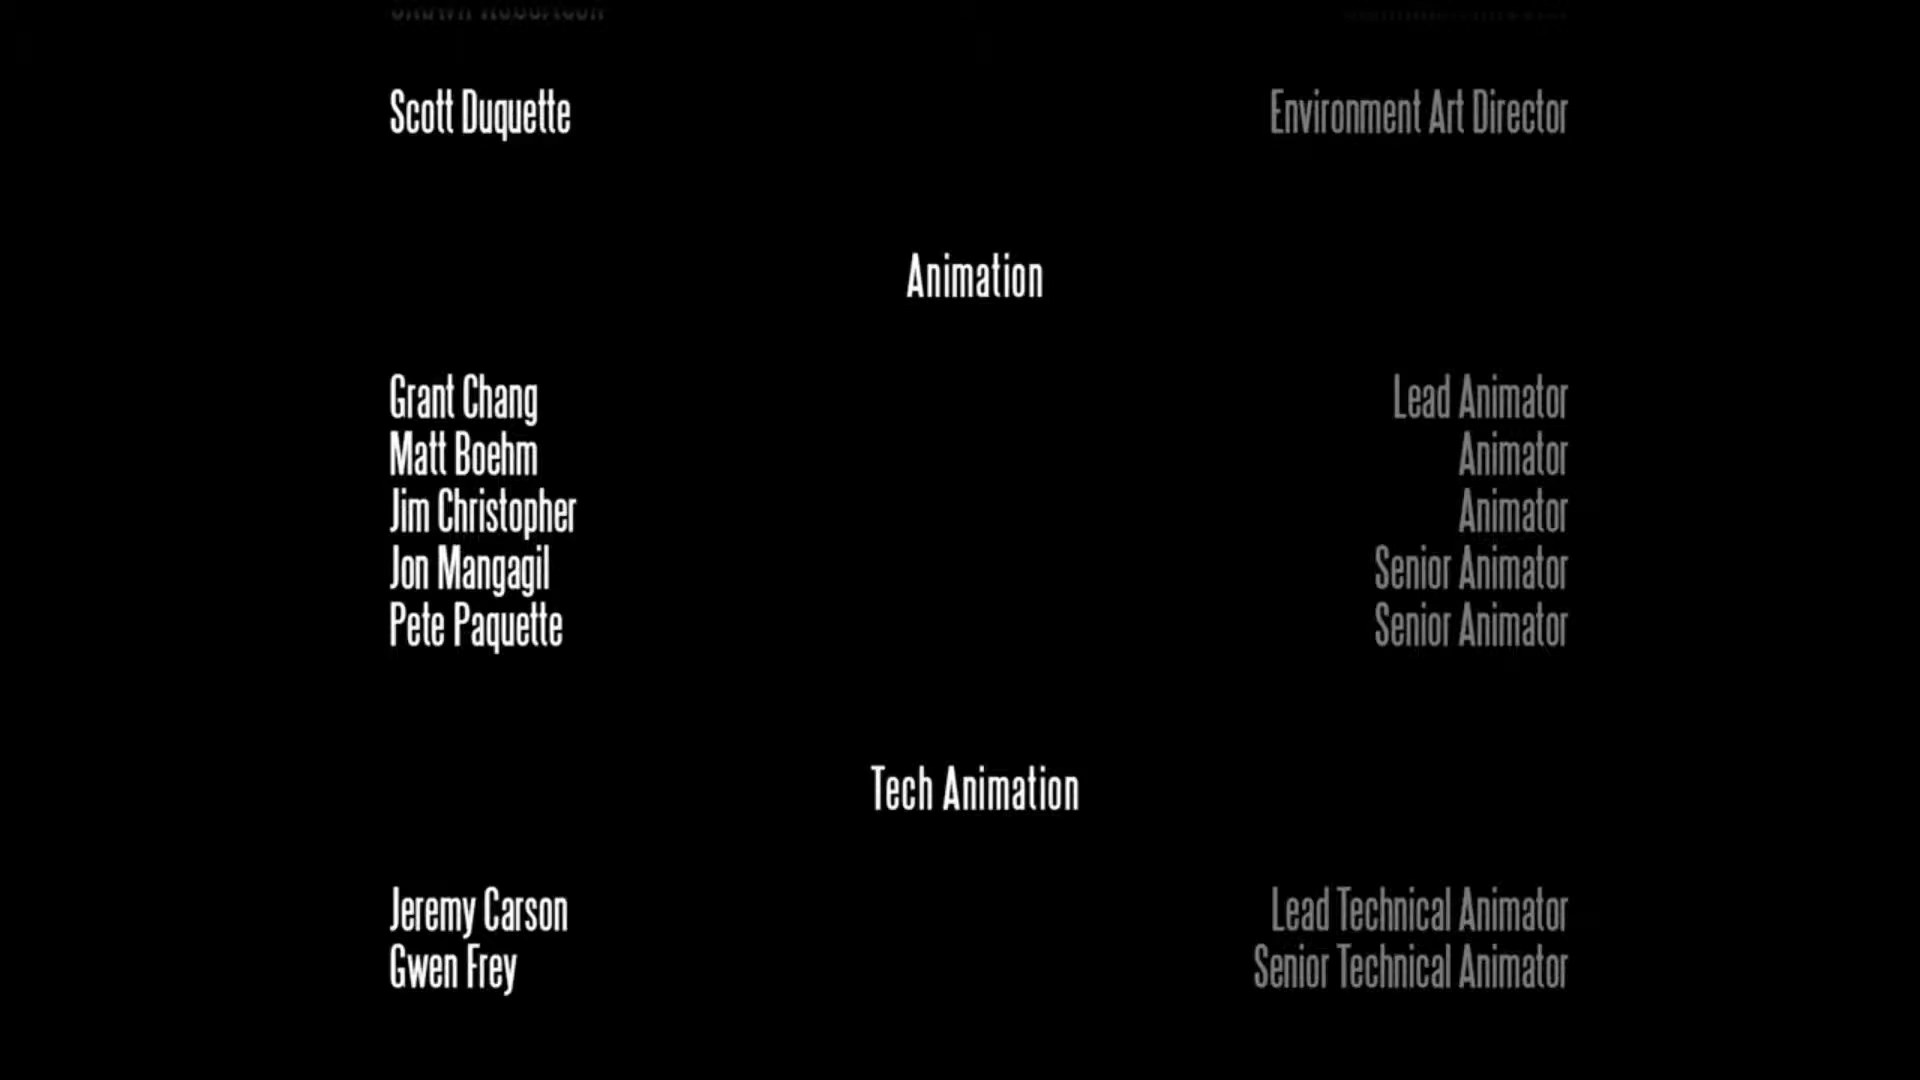 Scott Duquette Environment Art Director
Animation
Grant Chang Lead Animator
Matt Boehm Animator
Jim Christopher Animator
Jon Mangagil Senior Animator
Pete Paquette Senior Animator
Tech Animation
Jeremy Carson Lead Technical Animator
Gwen Frey Senior Technical Animator